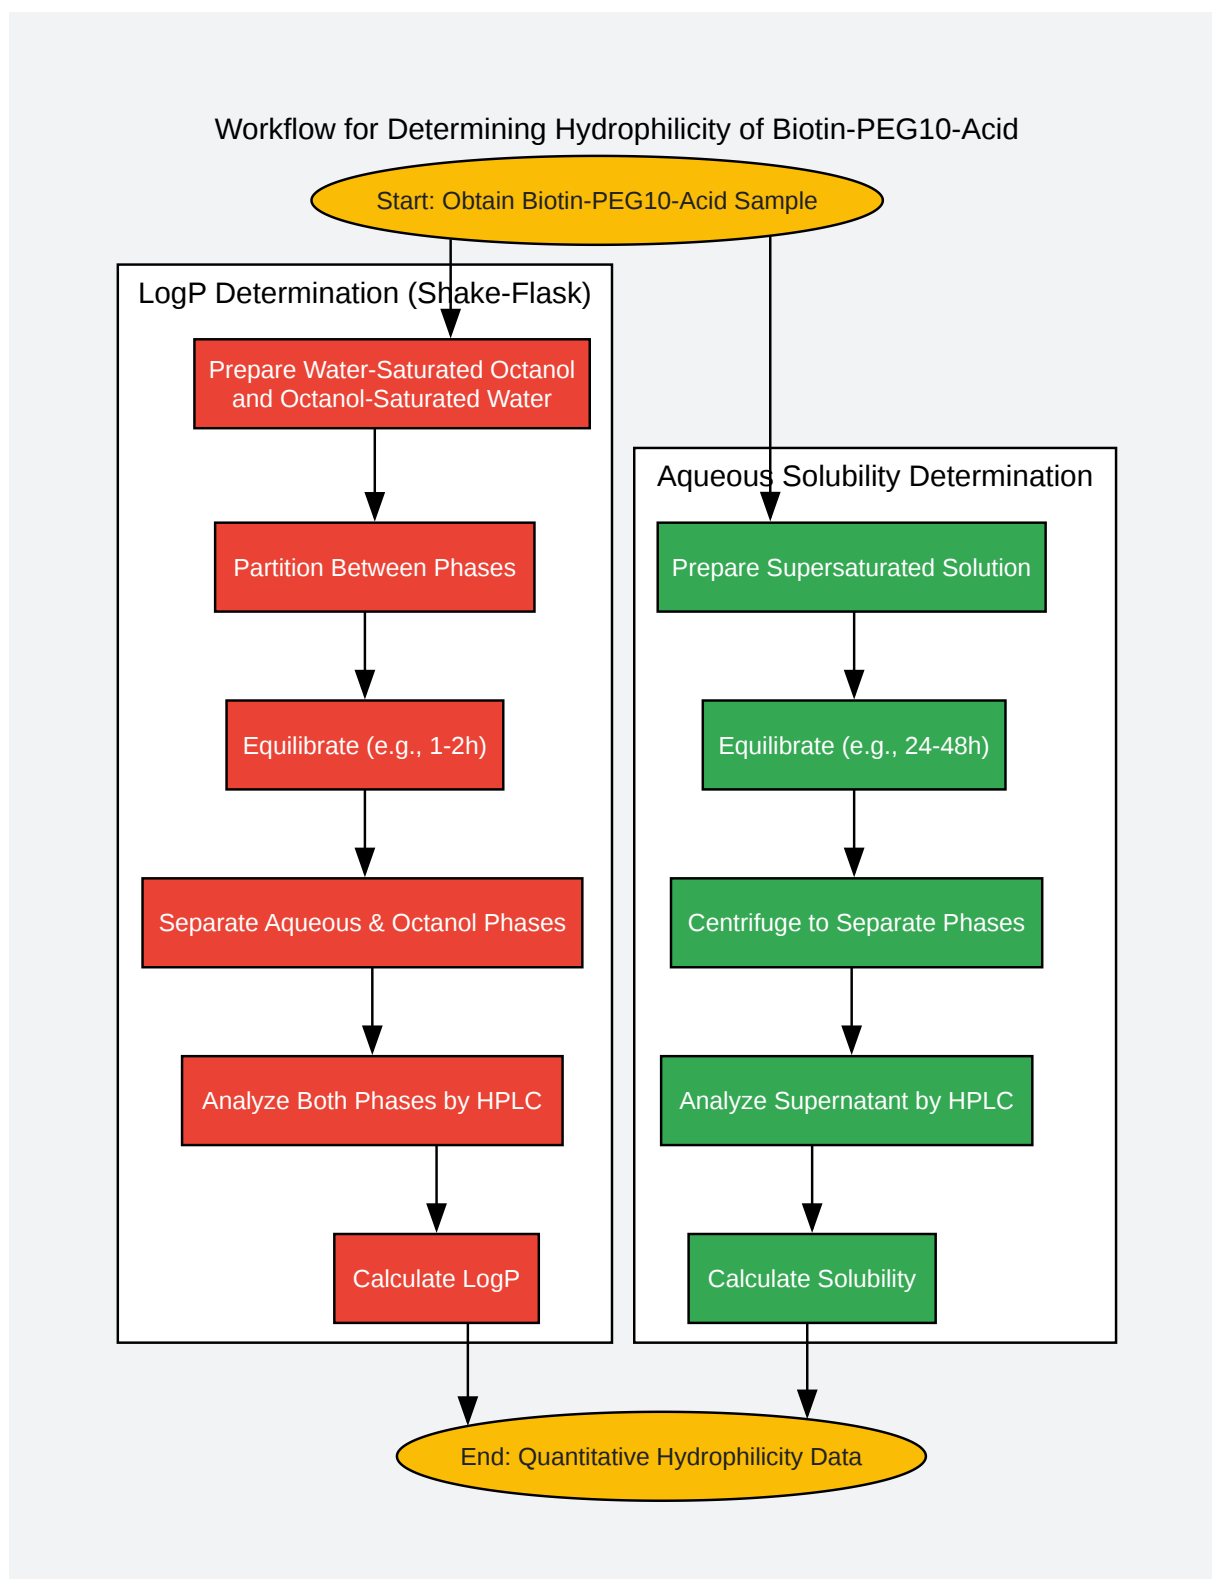 Workflow for Determining Hydrophilicity of Biotin-PEG10-Acid
Start: Obtain Biotin-PEG10-Acid Sample
LogP Determination (Shake-Flask)
Prepare Water-Saturated Octanol
and Octanol-Saturated Water
Partition Between Phases
Equilibrate (e.g., 1-2h)
Separate Aqueous & Octanol Phases
Analyze Both Phases by HPLC
Calculate LogP
Aqueous Solubility Determination
Prepare Supersaturated Solution
Equilibrate (e.g., 24-48h)
Centrifuge to Separate Phases
Analyze Supernatant by HPLC
Calculate Solubility
End: Quantitative Hydrophilicity Data